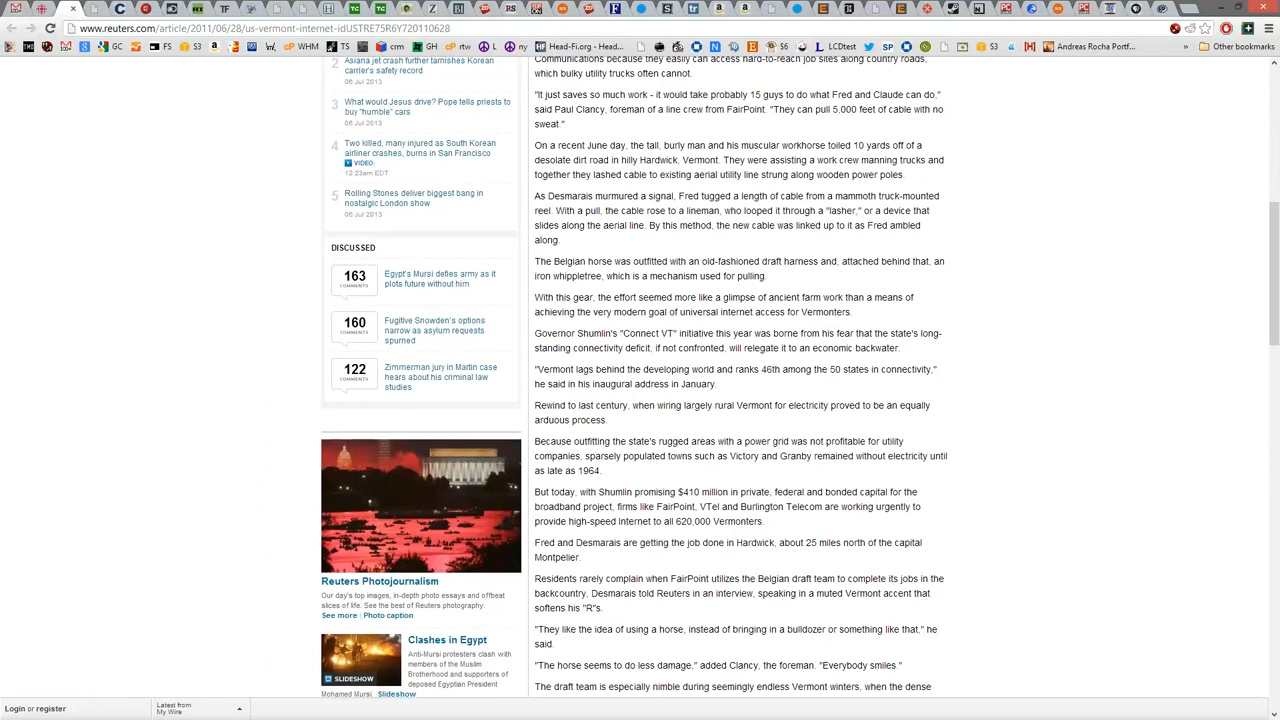 www.reuters.com/article/2011/06/28/us-vermont-internet-idUSTRE75R6Y720110628
GC
FS
S3
WHM
TS
crm
GH
rtw
L
ny
Head-Fi.org - Head...
S6
LCDtest
SP
S3
Andreas Rocha Portf...
»
Other bookmarks
2
Asiana jet crash further tarnishes Korean
carrier's safety record
06 Jul 2013
3
What would Jesus drive? Pope tells priests to
buy "humble" cars
06 Jul 2013
4
Two killed, many injured as South Korean
airliner crashes, burns in San Francisco
VIDEO
12:23am EDT
5
Rolling Stones deliver biggest bang in
nostalgic London show
06 Jul 2013
DISCUSSED
163
COMMENTS
Egypt's Mursi defies army as it
plots future without him
160
COMMENTS
Fugitive Snowden's options
narrow as asylum requests
spurned
122
COMMENTS
Zimmerman jury in Martin case
hears about his criminal law
studies
Reuters Photojournalism
Our day's top images, in-depth photo essays and offbeat
slices of life. See the best of Reuters photography.
See more | Photo caption
SLIDESHOW
Clashes in Egypt
Anti-Mursi protesters clash with
members of the Muslim
Brotherhood and supporters of
deposed Egyptian President
Mohamed Mursi. Slideshow
Communications because they easily can access hard-to-reach job sites along country roads,
which bulky utility trucks often cannot.
"It just saves so much work - it would take probably 15 guys to do what Fred and Claude can do,"
said Paul Clancy, foreman of a line crew from FairPoint. "They can pull 5,000 feet of cable with no
sweat."
On a recent June day, the tall, burly man and his muscular workhorse toiled 10 yards off of a
desolate dirt road in hilly Hardwick, Vermont. They were assisting a work crew manning trucks and
together they lashed cable to existing aerial utility line strung along wooden power poles.
As Desmarais murmured a signal, Fred tugged a length of cable from a mammoth truck-mounted
reel. With a pull, the cable rose to a lineman, who looped it through a "lasher," or a device that
slides along the aerial line. By this method, the new cable was linked up to it as Fred ambled
along.
The Belgian horse was outfitted with an old-fashioned draft harness and, attached behind that, an
iron whippletree, which is a mechanism used for pulling.
With this gear, the effort seemed more like a glimpse of ancient farm work than a means of
achieving the very modern goal of universal internet access for Vermonters.
Governor Shumlin's "Connect VT" initiative this year was borne from his fear that the state's long-
standing connectivity deficit, if not confronted, will relegate it to an economic backwater.
"Vermont lags behind the developing world and ranks 46th among the 50 states in connectivity,"
he said in his inaugural address in January.
Rewind to last century, when wiring largely rural Vermont for electricity proved to be an equally
arduous process.
Because outfitting the state's rugged areas with a power grid was not profitable for utility
companies, sparsely populated towns such as Victory and Granby remained without electricity until
as late as 1964.
But today, with Shumlin promising $410 million in private, federal and bonded capital for the
broadband project, firms like FairPoint, VTel and Burlington Telecom are working urgently to
provide high-speed Internet to all 620,000 Vermonters.
Fred and Desmarais are getting the job done in Hardwick, about 25 miles north of the capital
Montpelier.
Residents rarely complain when FairPoint utilizes the Belgian draft team to complete its jobs in the
backcountry, Desmarais told Reuters in an interview, speaking in a muted Vermont accent that
softens his "R"s.
"They like the idea of using a horse, instead of bringing in a bulldozer or something like that," he
said.
"The horse seems to do less damage," added Clancy, the foreman. "Everybody smiles."
The draft team is especially nimble during seemingly endless Vermont winters, when the dense
Login or register
Latest from
My Wire